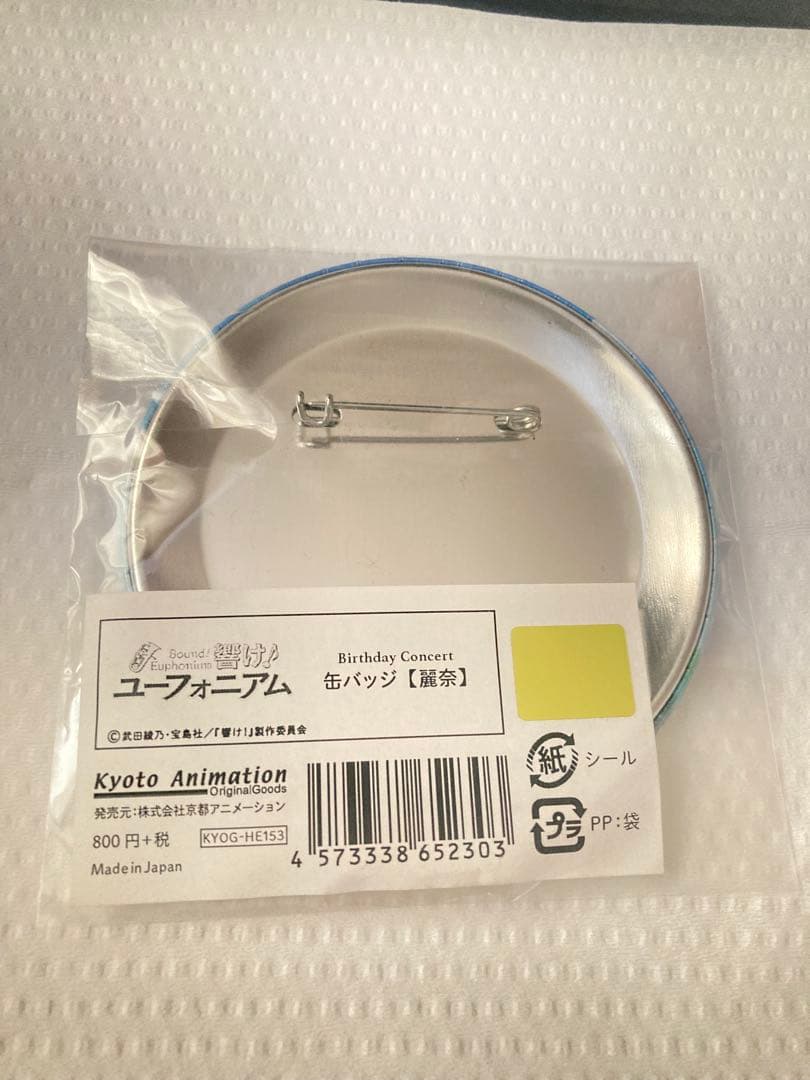 Sound! Euphonium 響け♪
ユーフォニアム
Birthday Concert
缶バッジ【麗奈】
©武田綾乃・宝島社/『響け!』製作委員会
Kyoto Animation
OriginalGoods
発売元:株式会社京都アニメーション
800円+税
KYOG-HE153
Made in Japan
4 573338 652303
紙 シール
プラ PP:袋